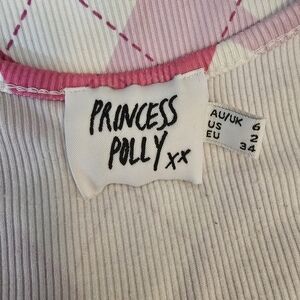 PRINCESS
POLLY xx
AU/UK 6
US 2
EU 34